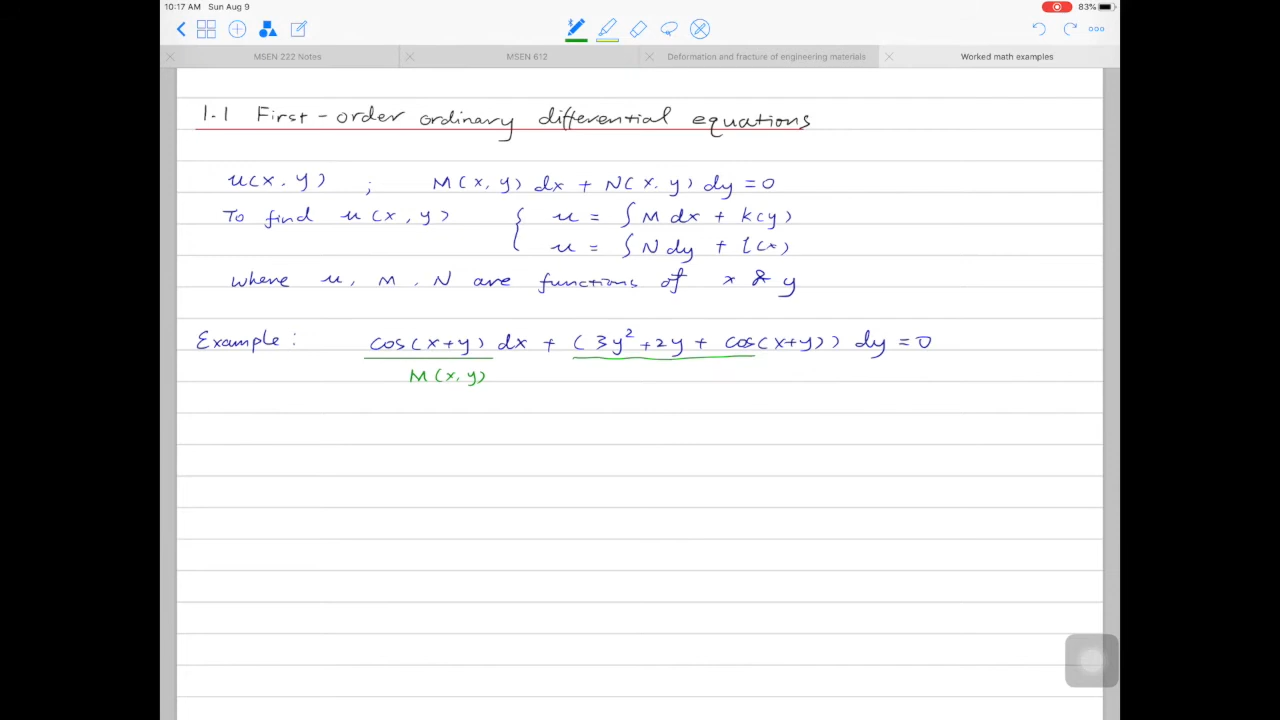 10:17 AM Sun Aug 9 83%
MSEN 222 Notes MSEN 612 Deformation and fracture of engineering materials Worked math examples
1.1 First-order ordinary differential equations
u(x, y) ; M(x, y) dx + N(x, y) dy = 0
To find u(x, y) { u = ∫ M dx + k(y)
u = ∫ N dy + l(x)
where u, M, N are functions of x & y
Example: cos(x+y) dx + (3y² + 2y + cos(x+y)) dy = 0
M(x, y)